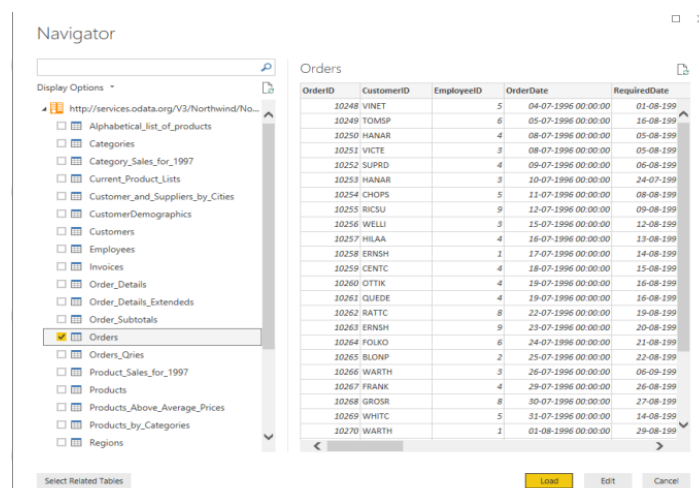 Navigator
Display Options
http://services.odata.org/V3/Northwind/No...
Alphabetical_list_of_products
Categories
Category_Sales_for_1997
Current_Product_Lists
Customer_and_Suppliers_by_Cities
CustomerDemographics
Customers
Employees
Invoices
Order_Details
Order_Details_Extendeds
Order_Subtotals
Orders
Orders_Qries
Product_Sales_for_1997
Products
Products_Above_Average_Prices
Products_by_Categories
Regions
Select Related Tables
Orders
OrderID CustomerID EmployeeID OrderDate RequiredDate
10248 VINET 5 04-07-1996 00:00:00 01-08-199
10249 TOMSP 6 05-07-1996 00:00:00 16-08-199
10250 HANAR 4 08-07-1996 00:00:00 05-08-199
10251 VICTE 3 08-07-1996 00:00:00 05-08-199
10252 SUPRD 4 09-07-1996 00:00:00 06-08-199
10253 HANAR 3 10-07-1996 00:00:00 24-07-199
10254 CHOPS 5 11-07-1996 00:00:00 08-08-199
10255 RICSU 9 12-07-1996 00:00:00 09-08-199
10256 WELLI 3 15-07-1996 00:00:00 12-08-199
10257 HILAA 4 16-07-1996 00:00:00 13-08-199
10258 ERNSH 1 17-07-1996 00:00:00 14-08-199
10259 CENTC 4 18-07-1996 00:00:00 15-08-199
10260 OTTIK 4 19-07-1996 00:00:00 16-08-199
10261 QUEDE 4 19-07-1996 00:00:00 16-08-199
10262 RATTC 8 22-07-1996 00:00:00 19-08-199
10263 ERNSH 9 23-07-1996 00:00:00 20-08-199
10264 FOLKO 6 24-07-1996 00:00:00 21-08-199
10265 BLONP 2 25-07-1996 00:00:00 22-08-199
10266 WARTH 3 26-07-1996 00:00:00 06-09-199
10267 FRANK 4 29-07-1996 00:00:00 26-08-199
10268 GROSR 8 30-07-1996 00:00:00 27-08-199
10269 WHITC 5 31-07-1996 00:00:00 14-08-199
10270 WARTH 1 01-08-1996 00:00:00 29-08-199
Load Edit Cancel